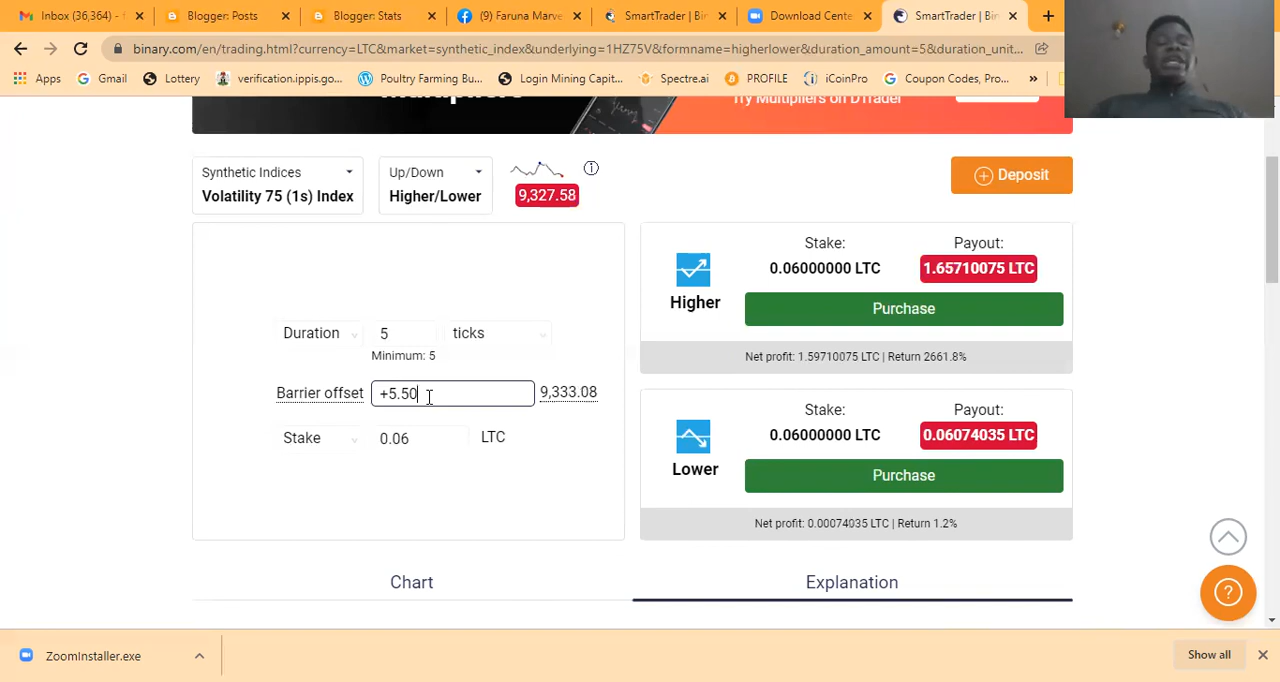 Inbox (36,364) -
Blogger: Posts
Blogger: Stats
(9) Faruna Marve
SmartTrader | Bin
Download Cente
SmartTrader | Bin
binary.com/en/trading.html?currency=LTC&market=synthetic_index&underlying=1HZ75V&formname=higherlower&duration_amount=5&duration_unit...
Apps
Gmail
Lottery
verification.ippis.go...
Poultry Farming Bu...
Login Mining Capit...
Spectre.ai
PROFILE
iCoinPro
Coupon Codes, Pro...
»
Try Multipliers on DTrader
Synthetic Indices
Volatility 75 (1s) Index
Up/Down
Higher/Lower
9,327.58
Deposit
Duration 5 ticks
Minimum: 5
Barrier offset +5.50 9,333.08
Stake 0.06 LTC
Higher
Stake:
0.06000000 LTC
Payout:
1.65710075 LTC
Purchase
Net profit: 1.59710075 LTC | Return 2661.8%
Lower
Stake:
0.06000000 LTC
Payout:
0.06074035 LTC
Purchase
Net profit: 0.00074035 LTC | Return 1.2%
Chart
Explanation
?
ZoomInstaller.exe
Show all